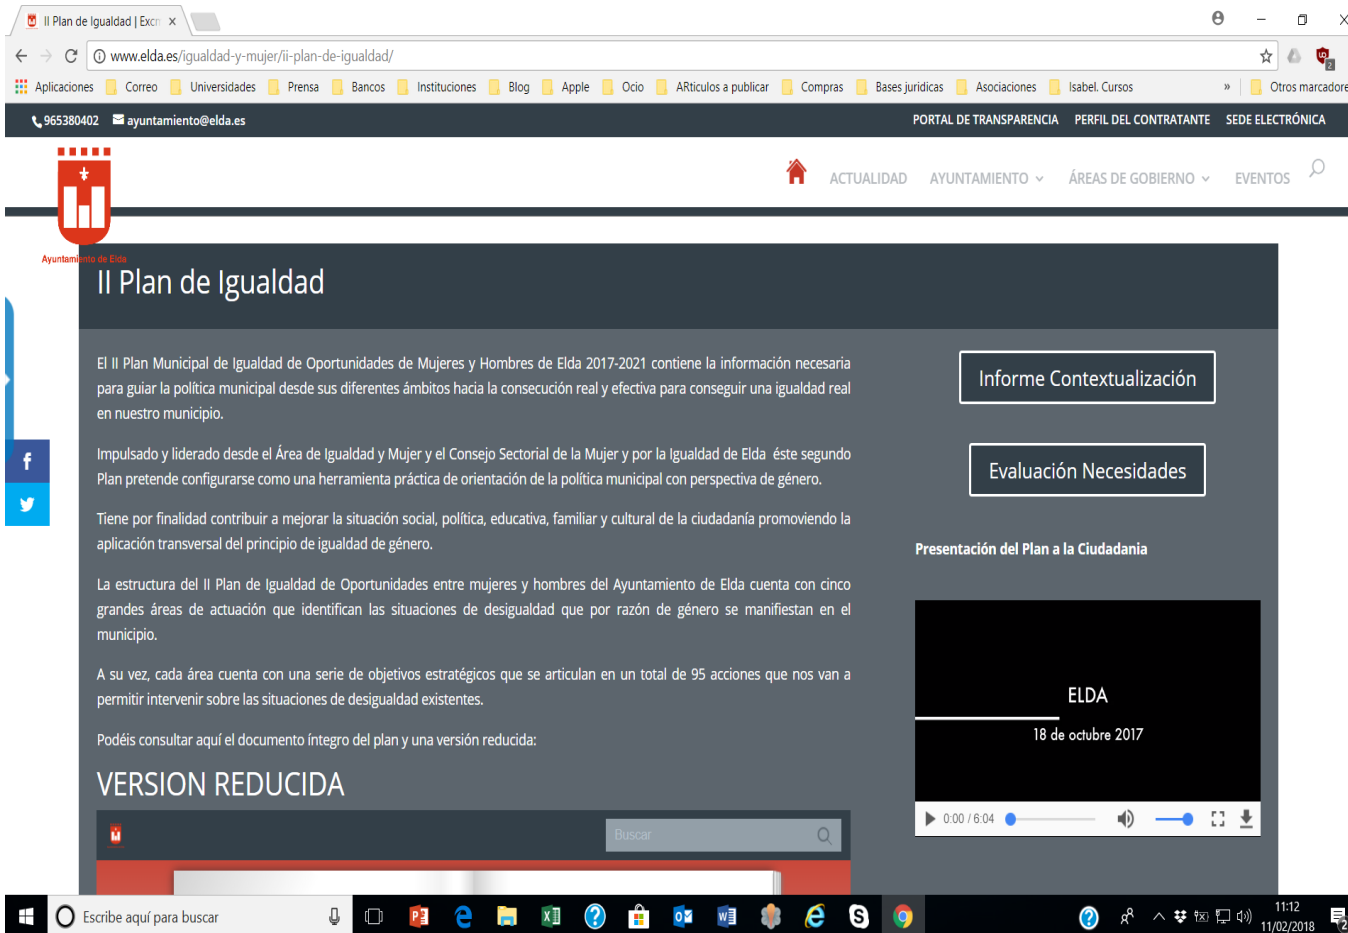 II Plan de Igualdad | Excm
www.elda.es/igualdad-y-mujer/ii-plan-de-igualdad/
Aplicaciones Correo Universidades Prensa Bancos Instituciones Blog Apple Ocio ARticulos a publicar Compras Bases juridicas Asociaciones Isabel. Cursos » Otros marcadore
965380402 ayuntamiento@elda.es PORTAL DE TRANSPARENCIA PERFIL DEL CONTRATANTE SEDE ELECTRÓNICA
ACTUALIDAD AYUNTAMIENTO ÁREAS DE GOBIERNO EVENTOS
Ayuntamiento de Elda
II Plan de Igualdad
El II Plan Municipal de Igualdad de Oportunidades de Mujeres y Hombres de Elda 2017-2021 contiene la información necesaria
para guiar la política municipal desde sus diferentes ámbitos hacia la consecución real y efectiva para conseguir una igualdad real
en nuestro municipio.
Impulsado y liderado desde el Área de Igualdad y Mujer y el Consejo Sectorial de la Mujer y por la Igualdad de Elda éste segundo
Plan pretende configurarse como una herramienta práctica de orientación de la política municipal con perspectiva de género.
Tiene por finalidad contribuir a mejorar la situación social, política, educativa, familiar y cultural de la ciudadanía promoviendo la
aplicación transversal del principio de igualdad de género.
La estructura del II Plan de Igualdad de Oportunidades entre mujeres y hombres del Ayuntamiento de Elda cuenta con cinco
grandes áreas de actuación que identifican las situaciones de desigualdad que por razón de género se manifiestan en el
municipio.
A su vez, cada área cuenta con una serie de objetivos estratégicos que se articulan en un total de 95 acciones que nos van a
permitir intervenir sobre las situaciones de desigualdad existentes.
Podéis consultar aquí el documento íntegro del plan y una versión reducida:
VERSION REDUCIDA
Buscar
Informe Contextualización
Evaluación Necesidades
Presentación del Plan a la Ciudadania
ELDA
18 de octubre 2017
0:00 / 6:04
Escribe aquí para buscar
11:12
11/02/2018
2